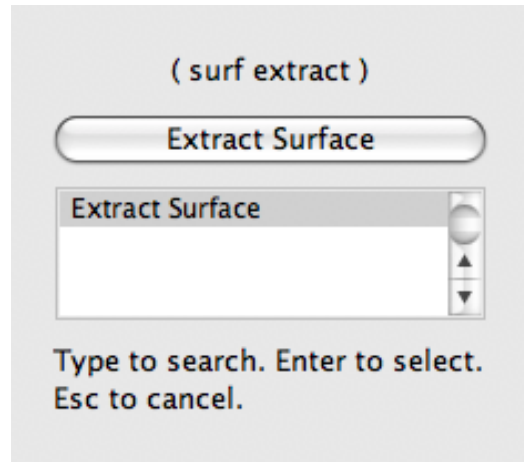 ( surf extract )
Extract Surface
Extract Surface
Type to search. Enter to select.
Esc to cancel.